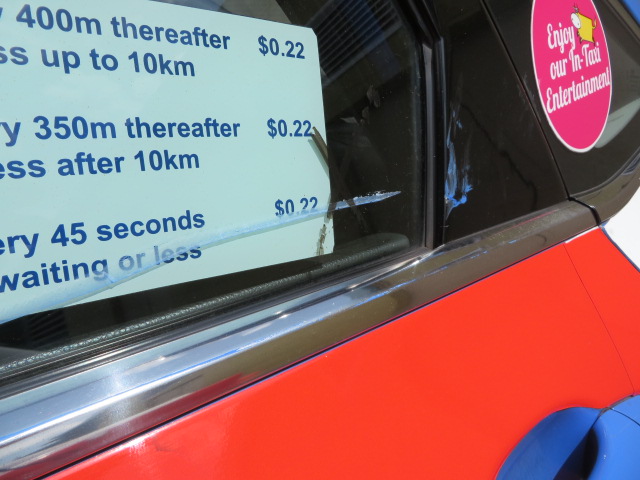 400m thereafter $0.22
ss up to 10km
ry 350m thereafter $0.22
ess after 10km
ery 45 seconds $0.22
waiting or less
Enjoy
our In-Taxi
Entertainment